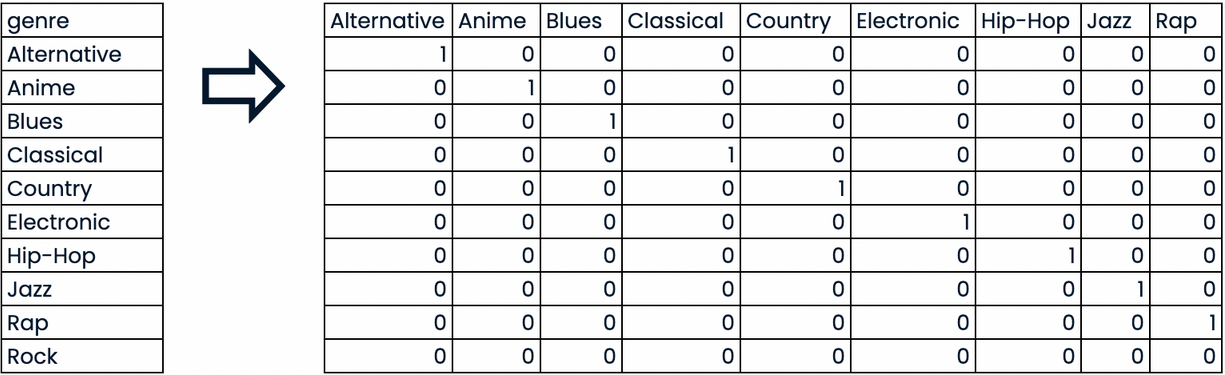 genre Alternative Anime Blues Classical Country Electronic Hip-Hop Jazz Rap
Alternative 1 0 0 0 0 0 0 0 0
Anime 0 1 0 0 0 0 0 0 0
Blues 0 0 1 0 0 0 0 0 0
Classical 0 0 0 1 0 0 0 0 0
Country 0 0 0 0 1 0 0 0 0
Electronic 0 0 0 0 0 1 0 0 0
Hip-Hop 0 0 0 0 0 0 1 0 0
Jazz 0 0 0 0 0 0 0 1 0
Rap 0 0 0 0 0 0 0 0 1
Rock 0 0 0 0 0 0 0 0 0